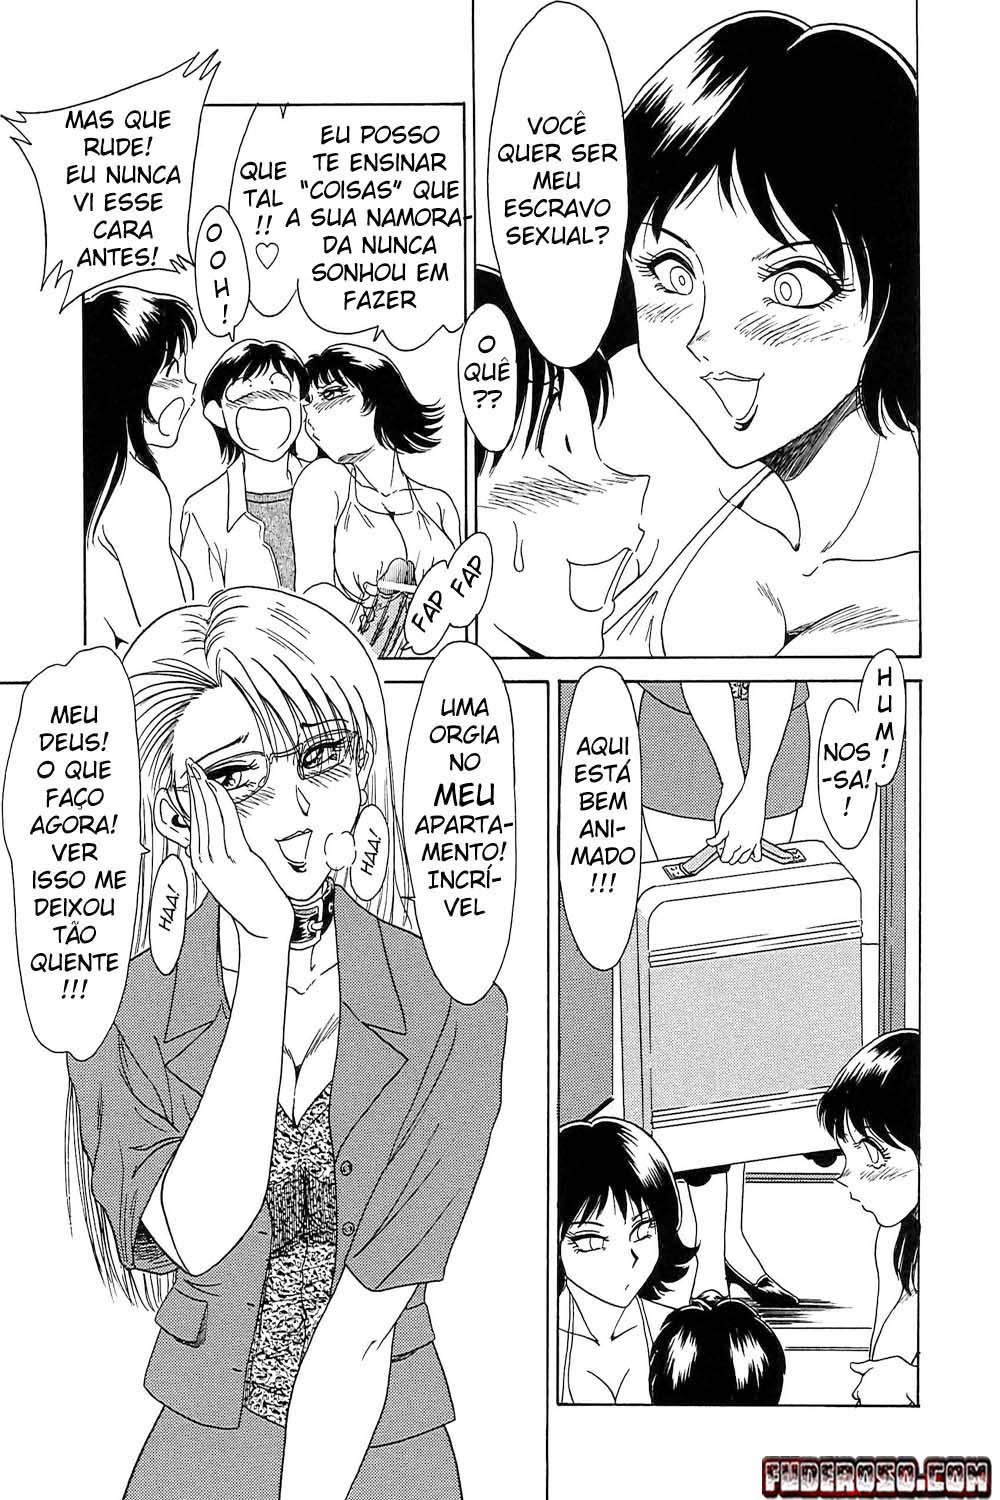 VOCÊ
QUER SER
MEU
ESCRAVO
SEXUAL?
O
QUÊ
??
EU POSSO
TE ENSINAR
"COISAS" QUE
A SUA NAMORA-
DA NUNCA
SONHOU EM
FAZER
QUE
TAL
!!
♡
OOH!
MAS QUE
RUDE!
EU NUNCA
VI ESSE
CARA
ANTES!
FAP FAP
HUM!
NOS
-SA!
!
AQUI
ESTÁ
BEM
ANI-
MADO
!!!
UMA
ORGIA
NO
MEU
APARTA-
MENTO!
INCRÍ-
VEL
HAA!
HAA!
MEU
DEUS!
O QUE
FAÇO
AGORA!
VER
ISSO ME
DEIXOU
TÃO
QUENTE
!!!
FUDEROSO.COM